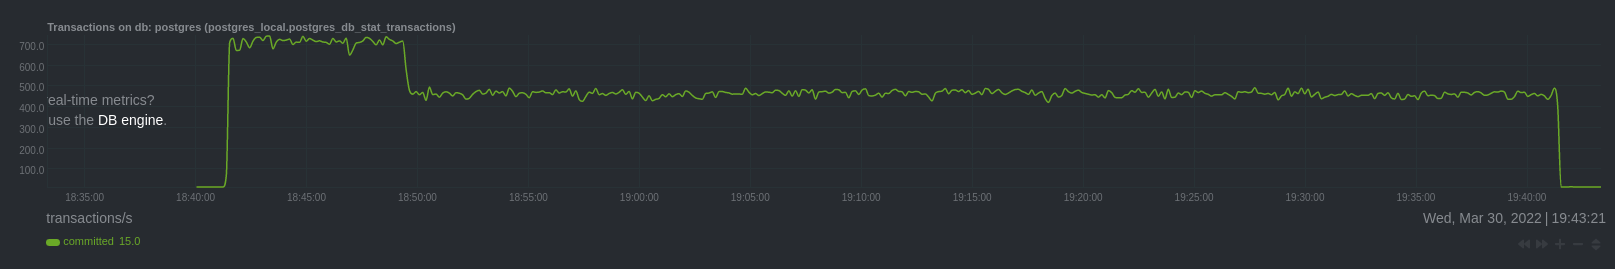 Transactions on db: postgres (postgres_local.postgres_db_stat_transactions)
700.0
600.0
500.0
eal-time metrics?
400.0
use the DB engine.
300.0
200.0
100.0
18:35:00 18:40:00 18:45:00 18:50:00 18:55:00 19:00:00 19:05:00 19:10:00 19:15:00 19:20:00 19:25:00 19:30:00 19:35:00 19:40:00
transactions/s Wed, Mar 30, 2022 | 19:43:21
committed 15.0